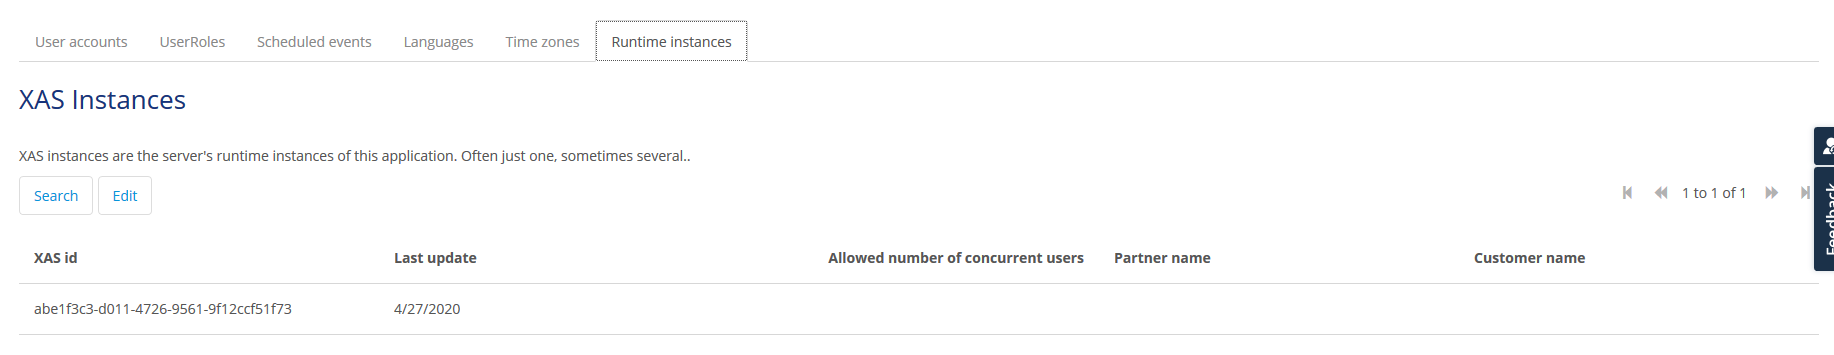 User accounts UserRoles Scheduled events Languages Time zones Runtime instances
XAS Instances
XAS instances are the server's runtime instances of this application. Often just one, sometimes several..
Search Edit 1 to 1 of 1
Feedback
XAS id Last update Allowed number of concurrent users Partner name Customer name
abe1f3c3-d011-4726-9561-9f12ccf51f73 4/27/2020